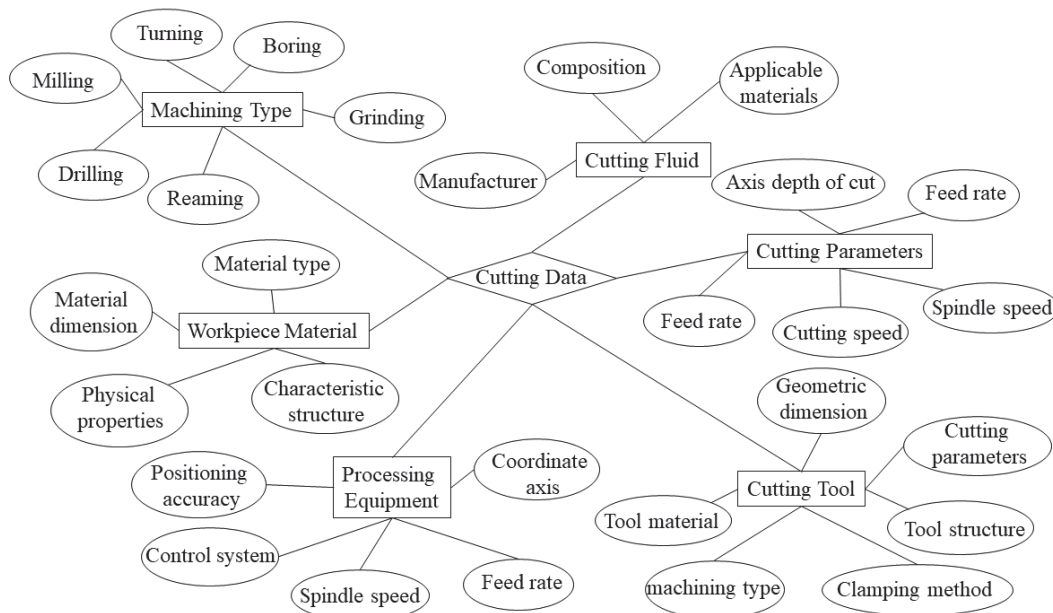 Turning
Boring
Milling
Machining Type
Grinding
Drilling
Reaming
Composition
Applicable
materials
Cutting Fluid
Manufacturer
Axis depth of cut
Feed rate
Cutting Parameters
Feed rate
Cutting speed
Spindle speed
Cutting Data
Material type
Material
dimension
Workpiece Material
Physical
properties
Characteristic
structure
Positioning
accuracy
Processing
Equipment
Coordinate
axis
Control system
Spindle speed
Feed rate
Geometric
dimension
Cutting
parameters
Cutting Tool
Tool material
Tool structure
machining type
Clamping method